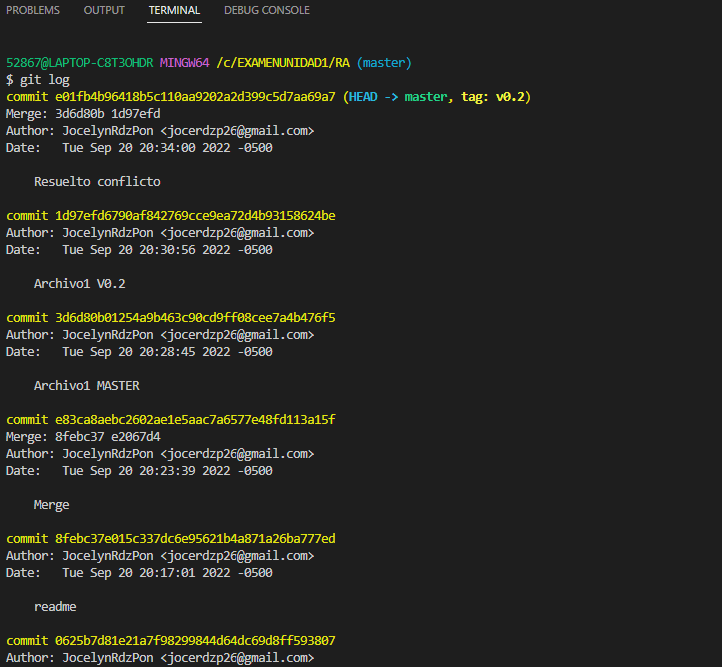 PROBLEMS OUTPUT TERMINAL DEBUG CONSOLE
52867@LAPTOP-C8T3OHDR MINGW64 /c/EXAMENUNIDAD1/RA (master)
$ git log
commit e01fb4b96418b5c110aa9202a2d399c5d7aa69a7 (HEAD -> master, tag: v0.2)
Merge: 3d6d80b 1d97efd
Author: JocelynRdzPon <jocerdzp26@gmail.com>
Date:   Tue Sep 20 20:34:00 2022 -0500
Resuelto conflicto
commit 1d97efd6790af842769cce9ea72d4b93158624be
Author: JocelynRdzPon <jocerdzp26@gmail.com>
Date:   Tue Sep 20 20:30:56 2022 -0500
Archivo1 V0.2
commit 3d6d80b01254a9b463c90cd9ff08cee7a4b476f5
Author: JocelynRdzPon <jocerdzp26@gmail.com>
Date:   Tue Sep 20 20:28:45 2022 -0500
Archivo1 MASTER
commit e83ca8aebc2602ae1e5aac7a6577e48fd113a15f
Merge: 8febc37 e2067d4
Author: JocelynRdzPon <jocerdzp26@gmail.com>
Date:   Tue Sep 20 20:23:39 2022 -0500
Merge
commit 8febc37e015c337dc6e95621b4a871a26ba777ed
Author: JocelynRdzPon <jocerdzp26@gmail.com>
Date:   Tue Sep 20 20:17:01 2022 -0500
readme
commit 0625b7d81e21a7f98299844d64dc69d8ff593807
Author: JocelynRdzPon <jocerdzp26@gmail.com>